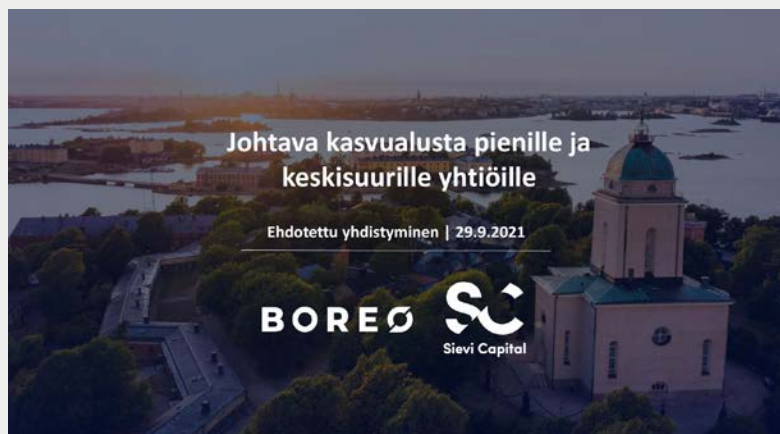 Johtava kasvualusta pienille ja
keskisuurille yhtiöille
Ehdotettu yhdistyminen | 29.9.2021
BOREO
SC
Sievi Capital